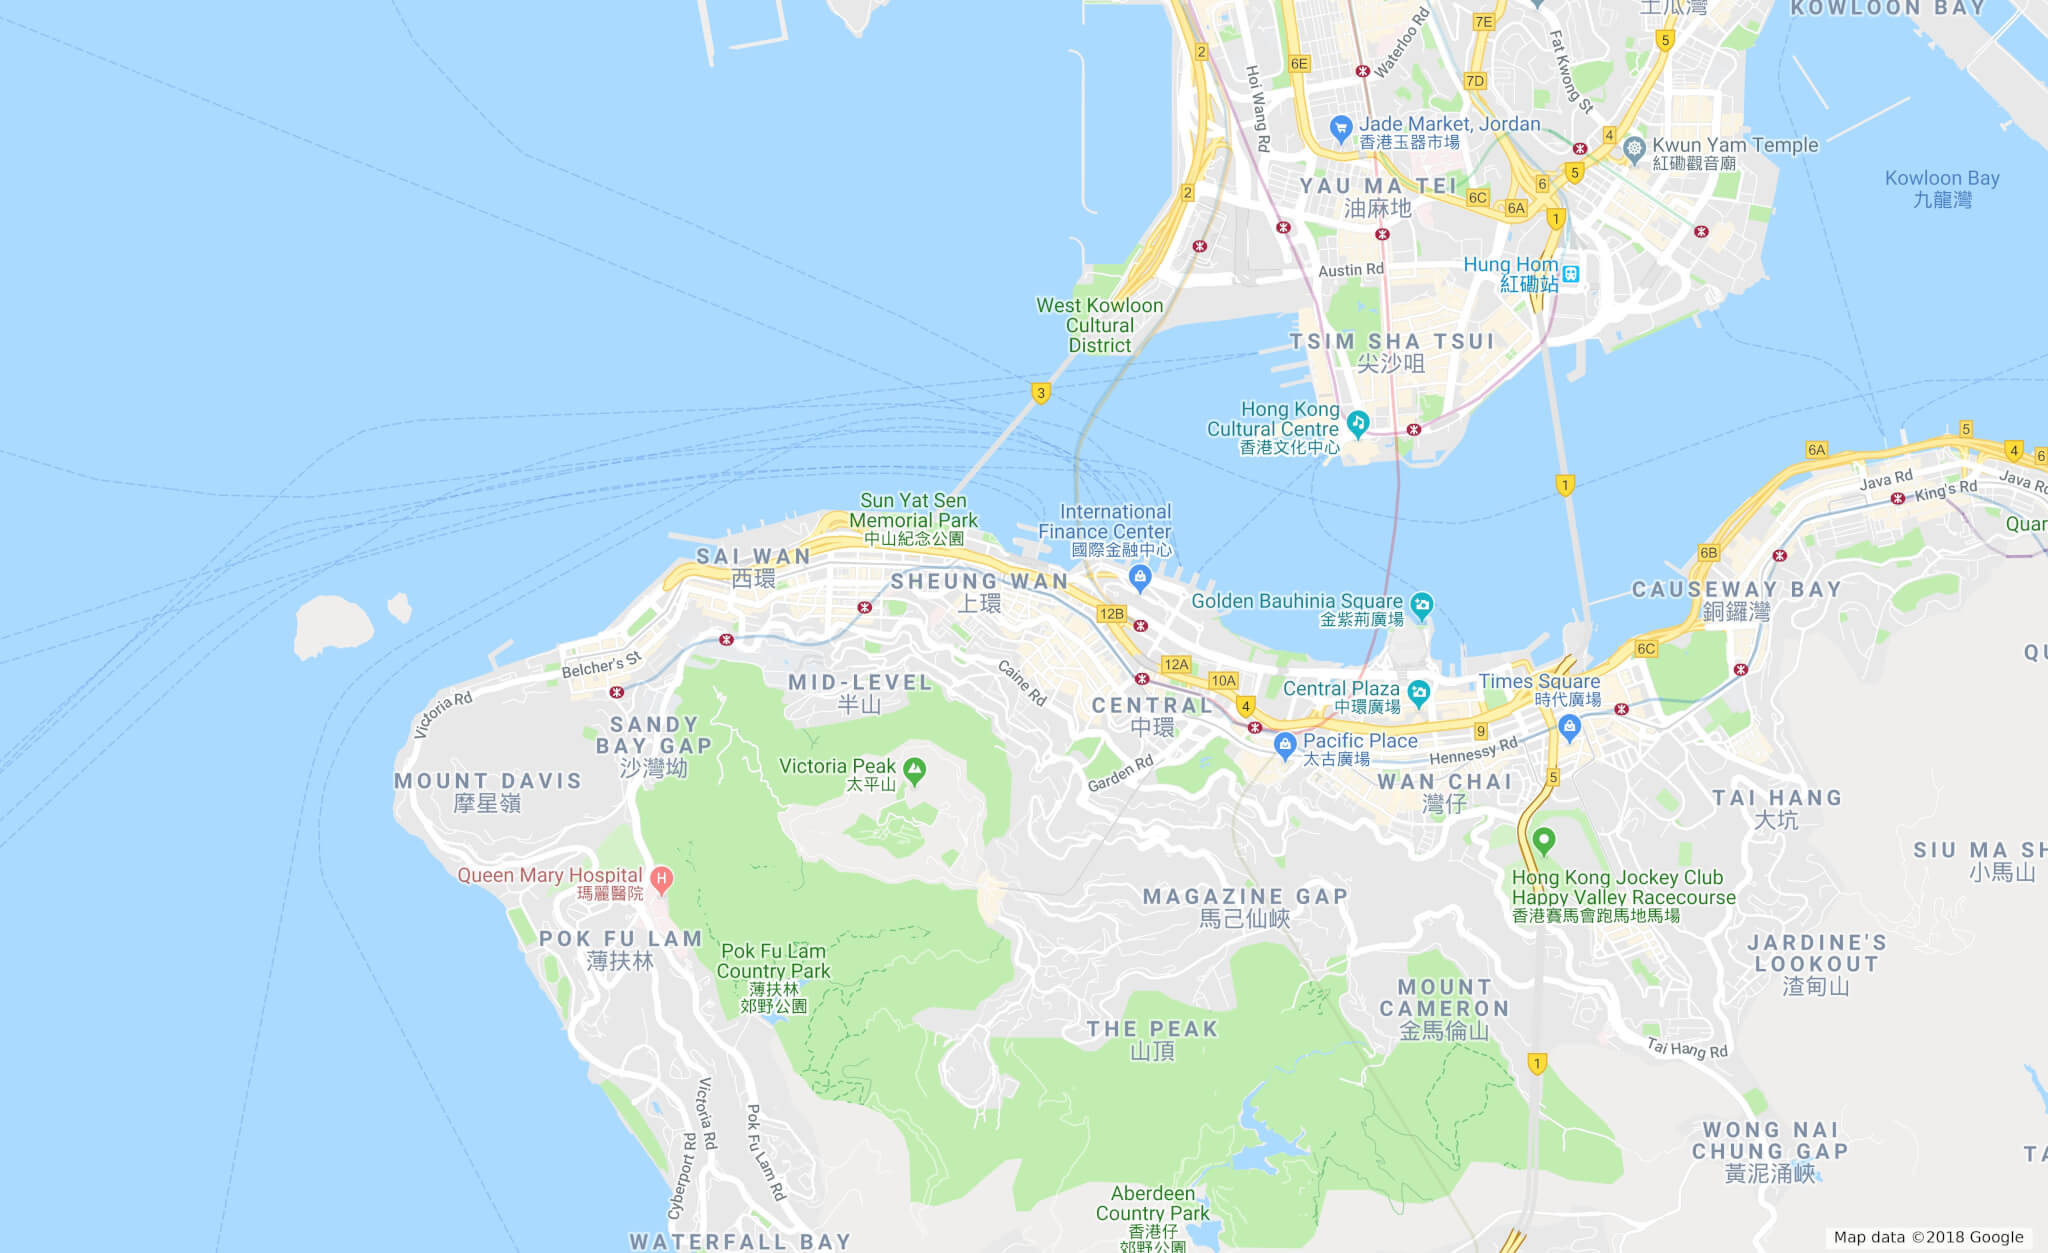 KOWLOON BAY
土瓜灣
7E
5
2
6E
Waterloo Rd
Hoi Wang Rd
7D
Fat Kwong St
Jade Market, Jordan
香港玉器市場
4
Kwun Yam Temple
紅磡觀音廟
5
6
2
YAU MA TEI
油麻地
6C
6A
1
Kowloon Bay
九龍灣
Austin Rd
Hung Hom
紅磡站
West Kowloon
Cultural
District
TSIM SHA TSUI
尖沙咀
3
Hong Kong
Cultural Centre
香港文化中心
1
6A
5
4
6
Java Rd
King's Rd
Java Rd
Quar
6B
Sun Yat Sen
Memorial Park
中山紀念公園
International
Finance Center
國際金融中心
SAI WAN
西環
SHEUNG WAN
上環
12B
Golden Bauhinia Square
金紫荊廣場
CAUSEWAY BAY
銅鑼灣
6C
QU
Belcher's St
Victoria Rd
MID-LEVEL
半山
Caine Rd
12A
10A
4
CENTRAL
中環
Central Plaza
中環廣場
Times Square
時代廣場
9
Hennessy Rd
Pacific Place
太古廣場
Garden Rd
WAN CHAI
灣仔
5
SANDY
BAY GAP
沙灣坳
MOUNT DAVIS
摩星嶺
Victoria Peak
太平山
TAI HANG
大坑
SIU MA SH
小馬山
Queen Mary Hospital
瑪麗醫院
H
MAGAZINE GAP
馬己仙峽
Hong Kong Jockey Club
Happy Valley Racecourse
香港賽馬會跑馬地馬場
POK FU LAM
薄扶林
Pok Fu Lam
Country Park
薄扶林
郊野公園
JARDINE'S
LOOKOUT
渣甸山
MOUNT
CAMERON
金馬倫山
THE PEAK
山頂
Tai Hang Rd
1
Victoria Rd
Pok Fu Lam Rd
Cyberport Rd
WONG NAI
CHUNG GAP
黃泥涌峽
TA
Aberdeen
Country Park
香港仔
郊野公園
WATERFALL BAY
Map data ©2018 Google